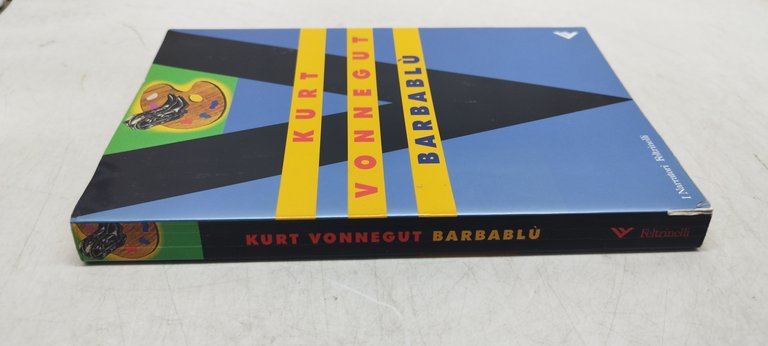 KURT
VONNEGUT
BARBABLÙ
I Narratori Feltrinelli
KURT VONNEGUT BARBABLÙ
Feltrinelli